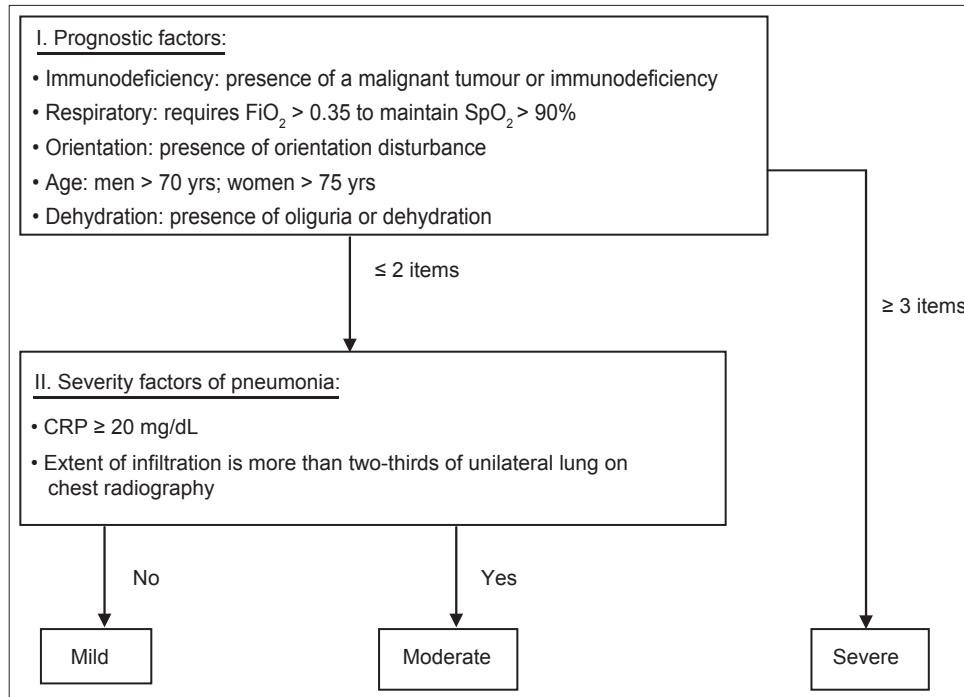 I. Prognostic factors:
• Immunodeficiency: presence of a malignant tumour or immunodeficiency
• Respiratory: requires FiO2 > 0.35 to maintain SpO2 > 90%
• Orientation: presence of orientation disturbance
• Age: men > 70 yrs; women > 75 yrs
• Dehydration: presence of oliguria or dehydration
≤ 2 items
≥ 3 items
II. Severity factors of pneumonia:
• CRP ≥ 20 mg/dL
• Extent of infiltration is more than two-thirds of unilateral lung on
chest radiography
No
Yes
Mild
Moderate
Severe